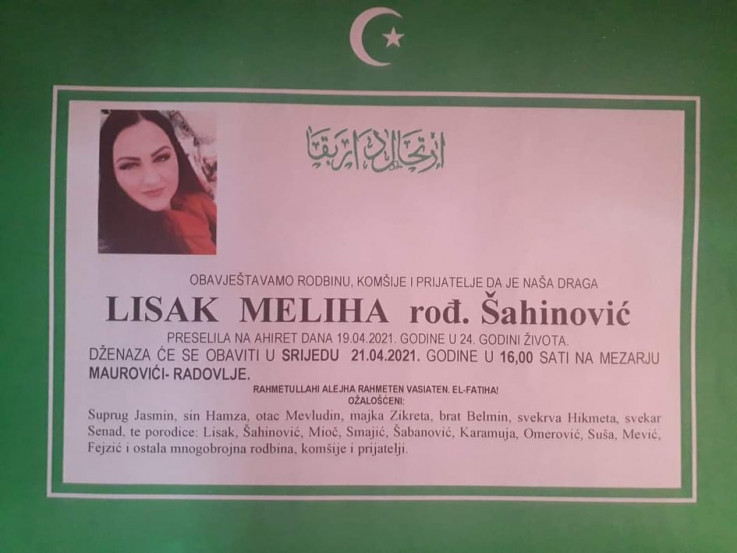 ارتحال دار بقا
OBAVJEŠTAVAMO RODBINU, KOMŠIJE I PRIJATELJE DA JE NAŠA DRAGA
LISAK MELIHA rođ. Šahinović
PRESELILA NA AHIRET DANA 19.04.2021. GODINE U 24. GODINI ŽIVOTA.
DŽENAZA ĆE SE OBAVITI U SRIJEDU 21.04.2021. GODINE U 16,00 SATI NA MEZARJU
MAUROVIĆI- RADOVLJE.
RAHMETULLAHI ALEJHA RAHMETEN VASIATEN. EL-FATIHA!
OŽALOŠĆENI:
Suprug Jasmin, sin Hamza, otac Mevludin, majka Zikreta, brat Belmin, svekrva Hikmeta, svekar
Senad, te porodice: Lisak, Šahinović, Mioč, Smajić, Šabanović, Karamuja, Omerović, Suša, Mević,
Fejzić i ostala mnogobrojna rodbina, komšije i prijatelji.